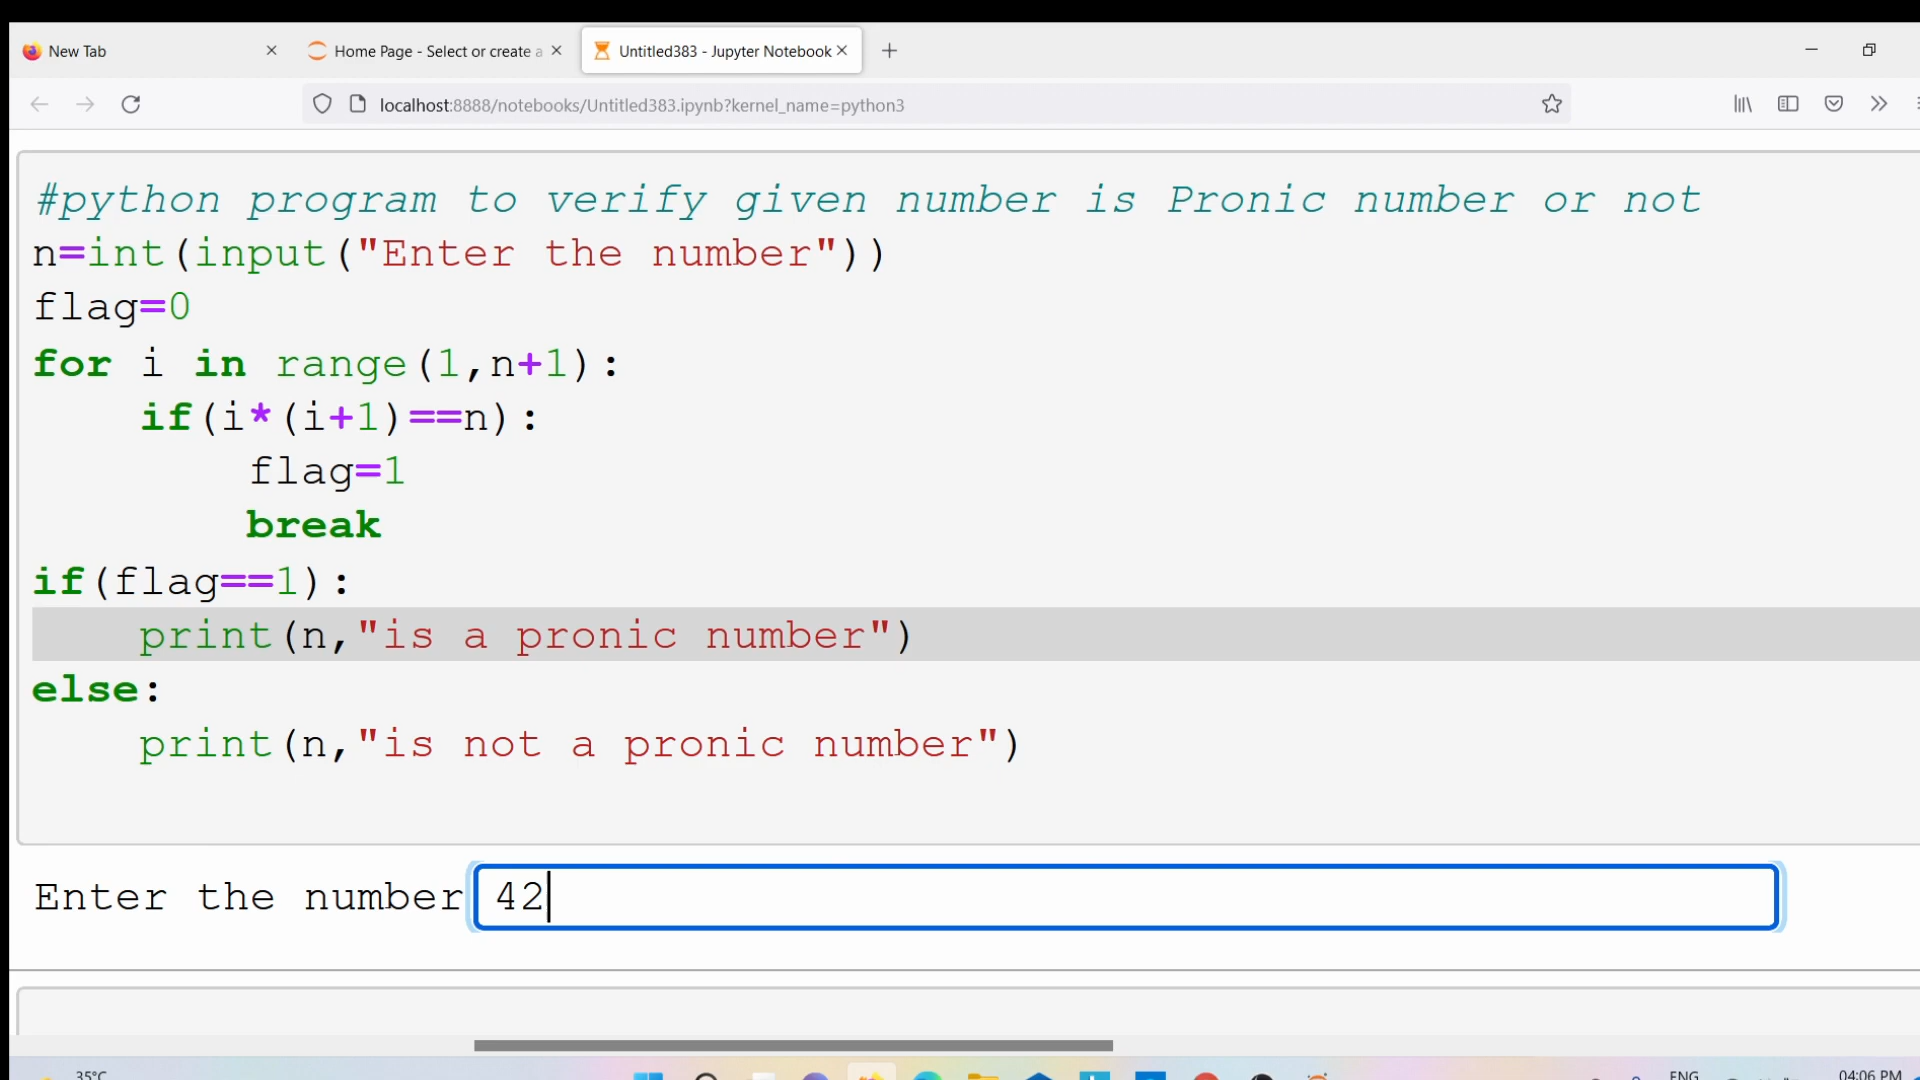 New Tab
Home Page - Select or create a
Untitled383 - Jupyter Notebook
localhost:8888/notebooks/Untitled383.ipynb?kernel_name=python3
#python program to verify given number is Pronic number or not
n=int(input("Enter the number"))
flag=0
for i in range(1,n+1):
    if(i*(i+1)==n):
        flag=1
        break
if(flag==1):
    print(n,"is a pronic number")
else:
    print(n,"is not a pronic number")
Enter the number 42
35°C
ENG
04:06 PM